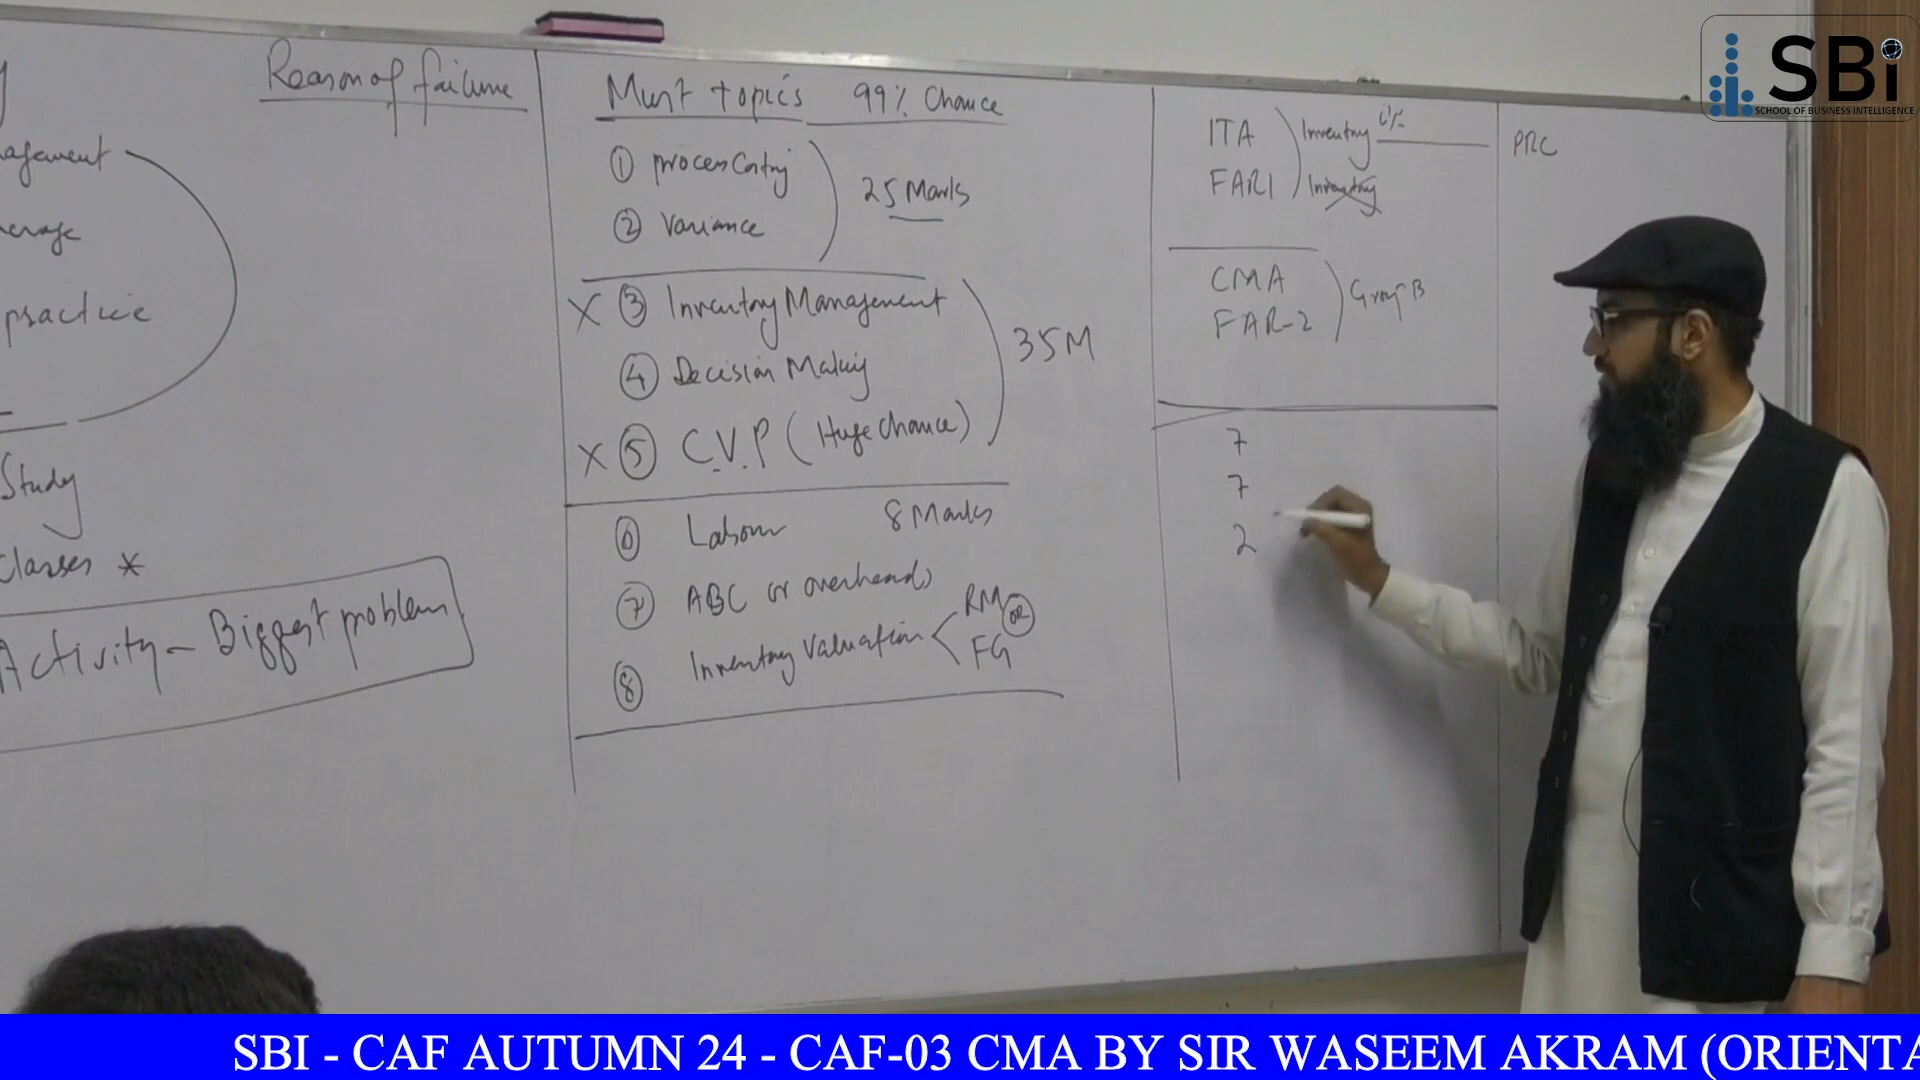 Reason of failure
agement
erage
practice
Study
Classes *
Activity - Biggest problem
Must topics 99% Chance
① process Costing
② Variance
25 Marks
X ③ Inventory Management
④ Decision Making
X ⑤ C.V.P (Huge Chance)
35M
⑥ Labour 8 Marks
⑦ ABC or overheads
⑧ Inventory Valuation < RM OR FG
ITA
FAR1
Inventory
Inventory
CMA
FAR-2
Group B
7
7
2
PRC
SBi
SCHOOL OF BUSINESS INTELLIGENCE
SBI - CAF AUTUMN 24 - CAF-03 CMA BY SIR WASEEM AKRAM (ORIENTA